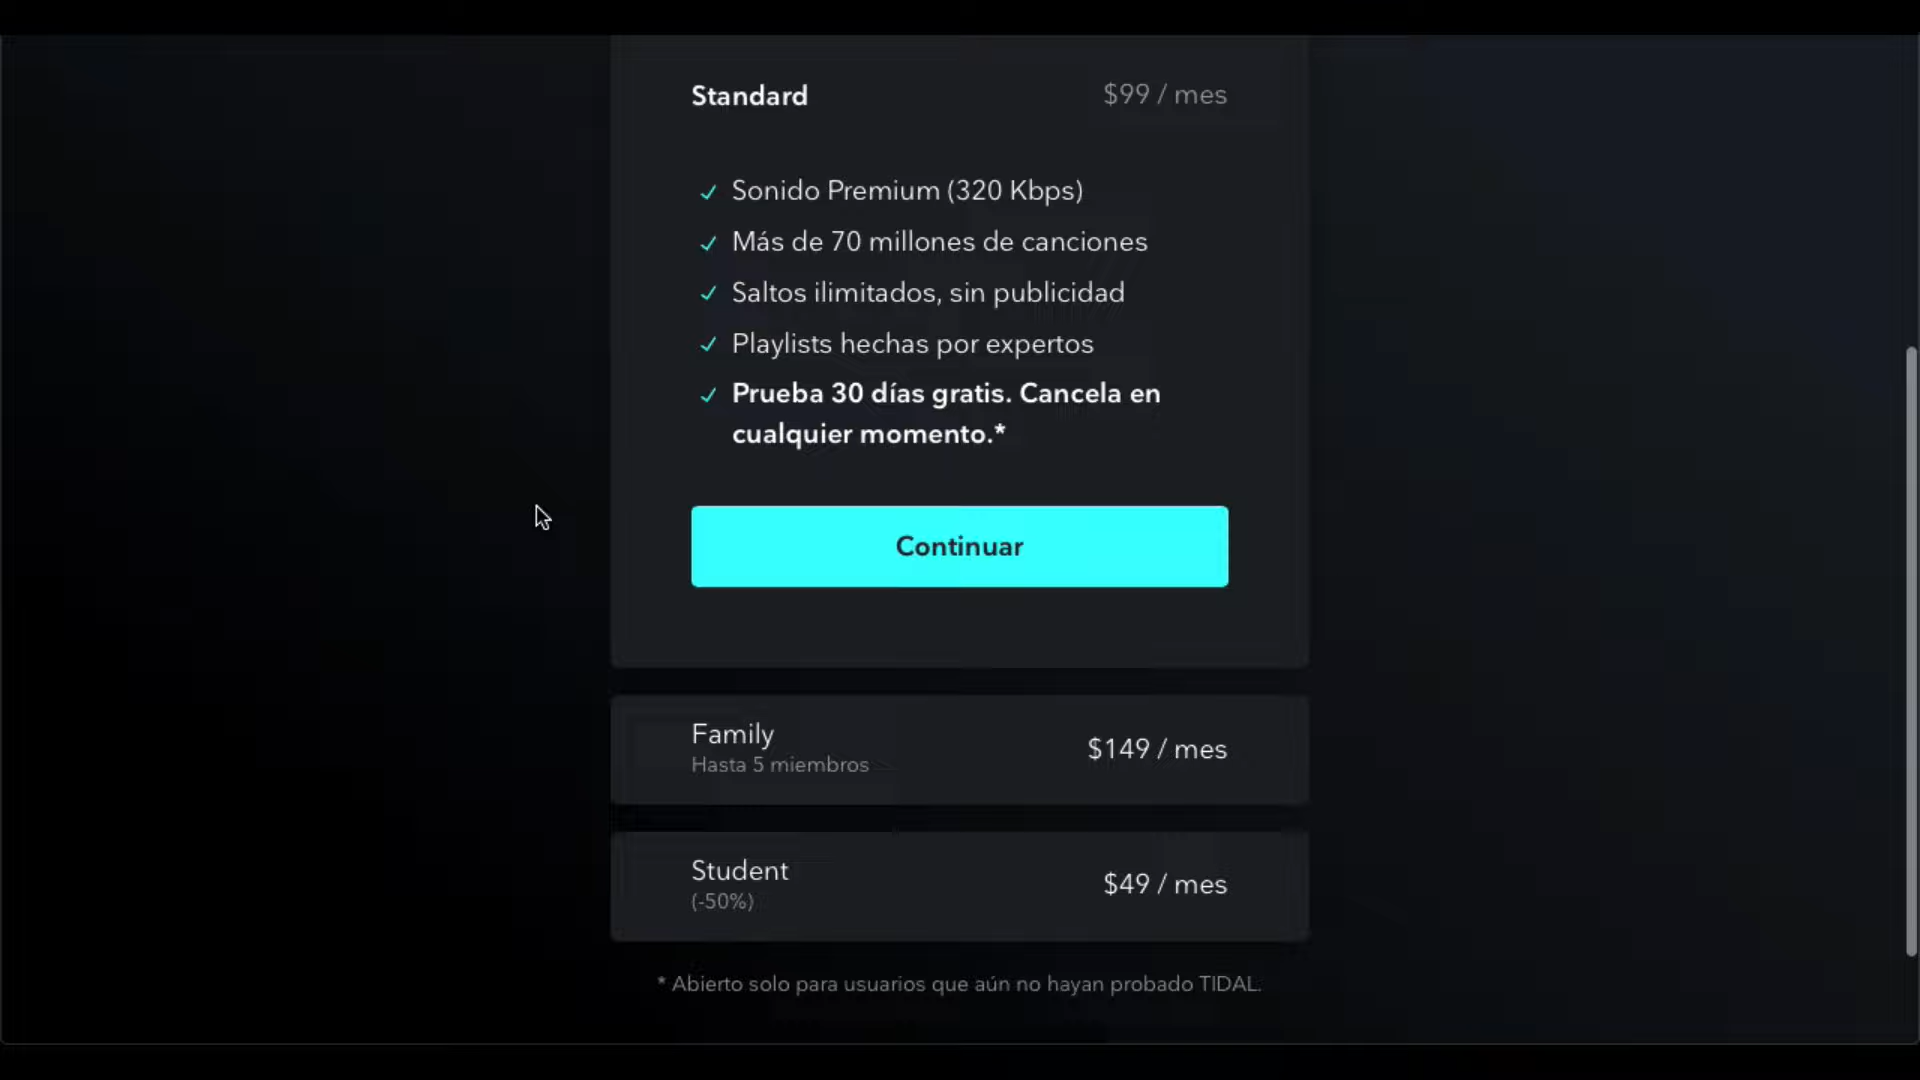 Standard
$99 / mes
Sonido Premium (320 Kbps)
Más de 70 millones de canciones
Saltos ilimitados, sin publicidad
Playlists hechas por expertos
Prueba 30 días gratis. Cancela en
cualquier momento.*
Continuar
Family
Hasta 5 miembros
$149 / mes
Student
(-50%)
$49 / mes
* Abierto solo para usuarios que aún no hayan probado TIDAL.